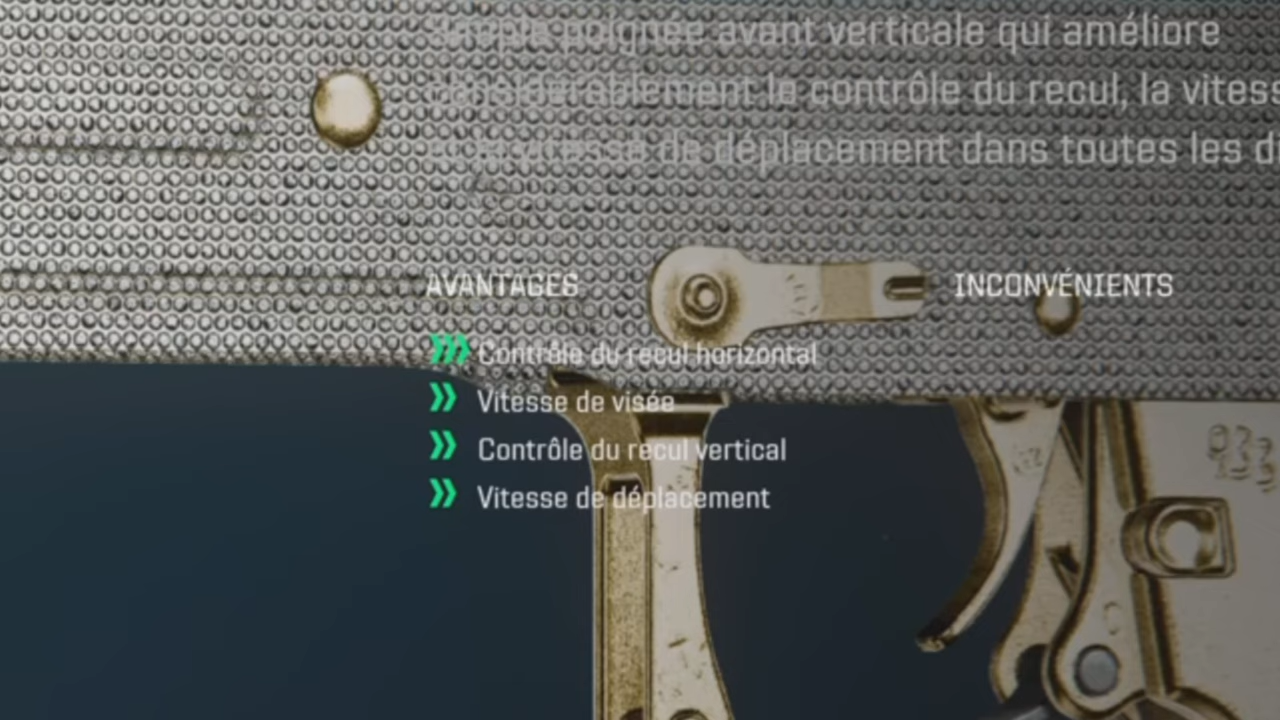 simple poignée avant verticale qui améliore
considérablement le contrôle du recul, la vitess
vitesse de déplacement dans toutes les di
AVANTAGES
INCONVÉNIENTS
Contrôle du recul horizontal
Vitesse de visée
Contrôle du recul vertical
Vitesse de déplacement